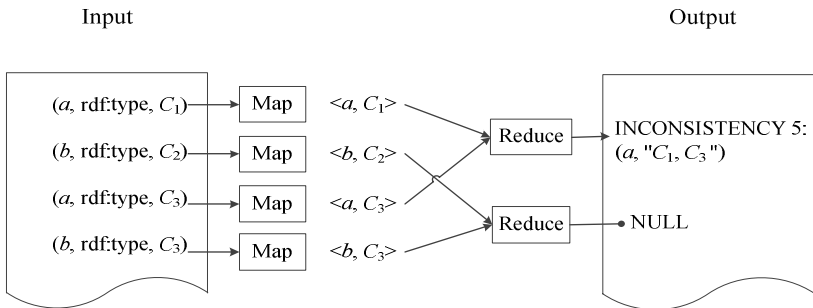 Input Output
(a, rdf:type, C1) Map <a, C1>
(b, rdf:type, C2) Map <b, C2>
(a, rdf:type, C3) Map <a, C3>
(b, rdf:type, C3) Map <b, C3>
Reduce
Reduce
INCONSISTENCY 5:
(a, "C1, C3 ")
NULL